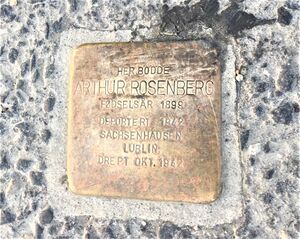 HER BODDE
ARTHUR ROSENBERG
FØDSELSÅR 1899
DEPORTERT 1942
SACHSENHAUSEN
LUBLIN
DREPT OKT. 1942